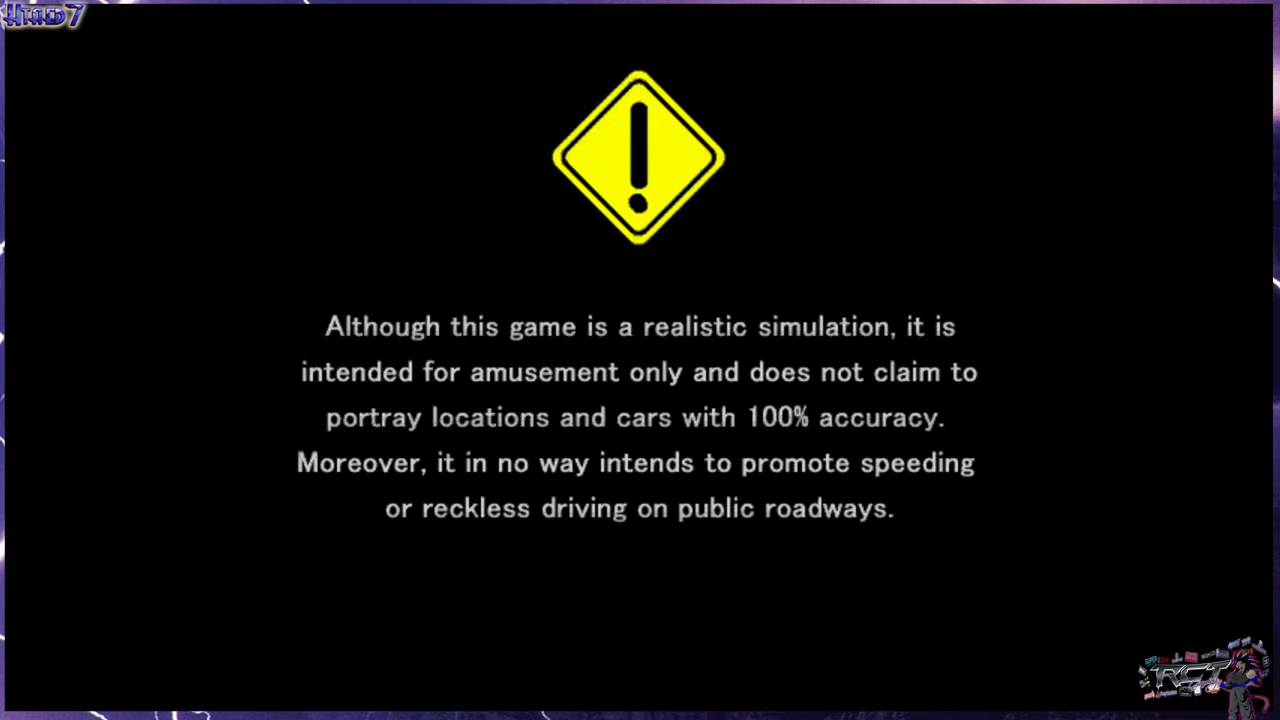 Although this game is a realistic simulation, it is
intended for amusement only and does not claim to
portray locations and cars with 100% accuracy.
Moreover, it in no way intends to promote speeding
or reckless driving on public roadways.
RCT